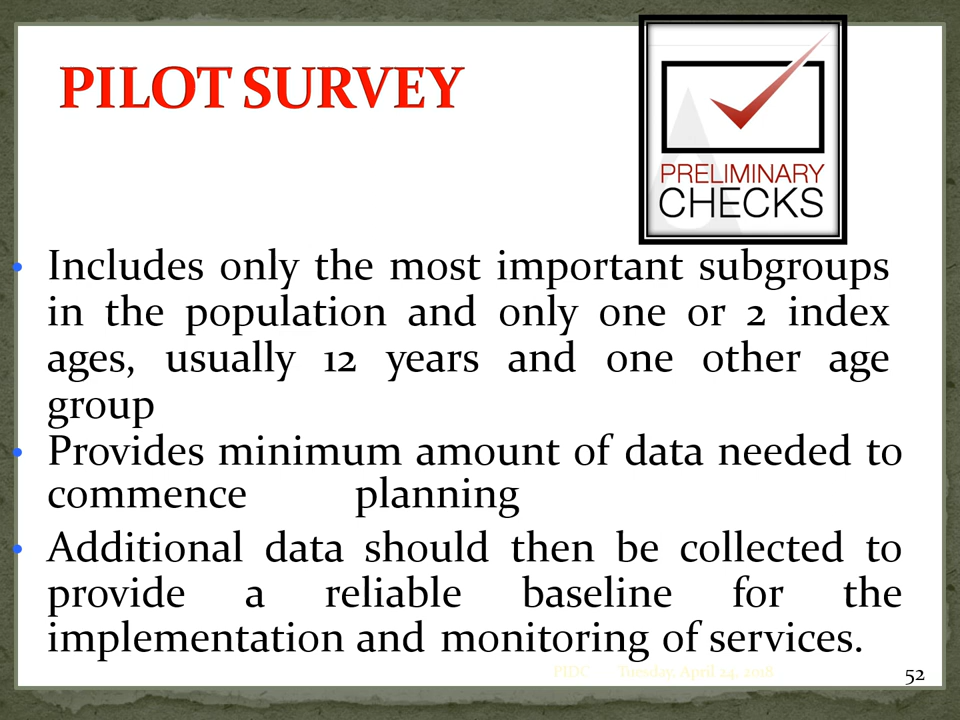 PILOT SURVEY
PRELIMINARY
CHECKS
• Includes only the most important subgroups
in the population and only one or 2 index
ages, usually 12 years and one other age
group
• Provides minimum amount of data needed to
commence planning
• Additional data should then be collected to
provide a reliable baseline for the
implementation and monitoring of services.
PIDC Tuesday, April 24, 2018
52